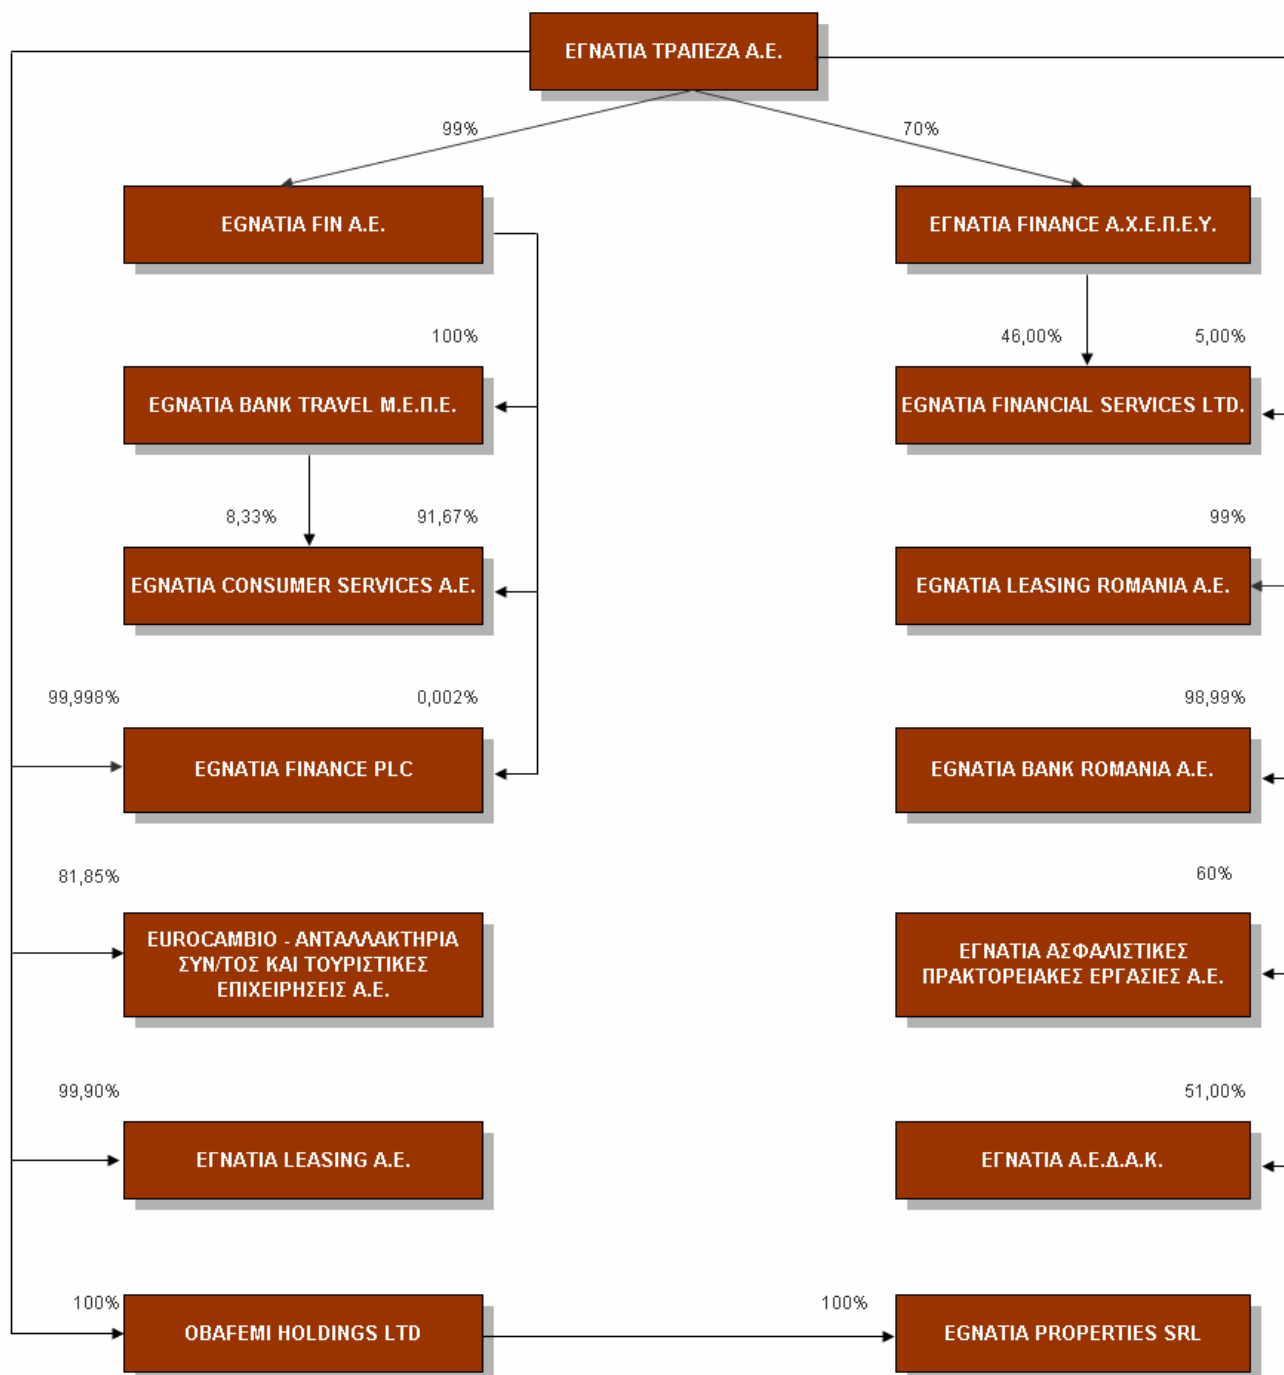 ΕΓΝΑΤΙΑ ΤΡΑΠΕΖΑ Α.Ε.
99%
70%
EGNATIA FIN A.E.
ΕΓΝΑΤΙΑ FINANCE Α.Χ.Ε.Π.Ε.Υ.
100%
46,00%
5,00%
EGNATIA BANK TRAVEL Μ.Ε.Π.Ε.
EGNATIA FINANCIAL SERVICES LTD.
8,33%
91,67%
99%
EGNATIA CONSUMER SERVICES A.E.
EGNATIA LEASING ROMANIA A.E.
99,998%
0,002%
98,99%
EGNATIA FINANCE PLC
EGNATIA BANK ROMANIA A.E.
81,85%
60%
EUROCAMBIO - ΑΝΤΑΛΛΑΚΤΗΡΙΑ
ΣΥΝ/ΤΟΣ ΚΑΙ ΤΟΥΡΙΣΤΙΚΕΣ
ΕΠΙΧΕΙΡΗΣΕΙΣ Α.Ε.
ΕΓΝΑΤΙΑ ΑΣΦΑΛΙΣΤΙΚΕΣ
ΠΡΑΚΤΟΡΕΙΑΚΕΣ ΕΡΓΑΣΙΕΣ Α.Ε.
99,90%
51,00%
ΕΓΝΑΤΙΑ LEASING Α.Ε.
ΕΓΝΑΤΙΑ Α.Ε.Δ.Α.Κ.
100%
100%
OBAFEMI HOLDINGS LTD
EGNATIA PROPERTIES SRL